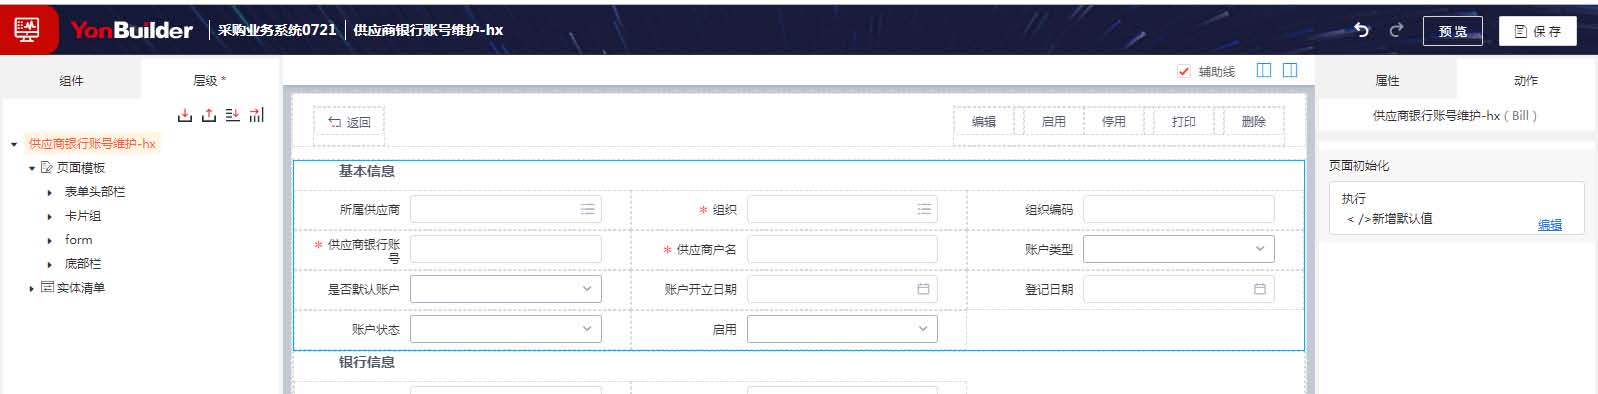 YonBuilder 采购业务系统0721 供应商银行账号维护-hx 预览 保存
组件 层级 * 辅助线 属性 动作
返回 编辑 启用 停用 打印 删除 供应商银行账号维护-hx ( Bill )
供应商银行账号维护-hx
页面模板
表单头部栏
卡片组
form
底部栏
实体清单
基本信息
所属供应商 * 组织 组织编码
* 供应商银行账号 * 供应商户名 账户类型
是否默认账户 账户开立日期 登记日期
账户状态 启用
银行信息
页面初始化
执行
< />新增默认值 编辑